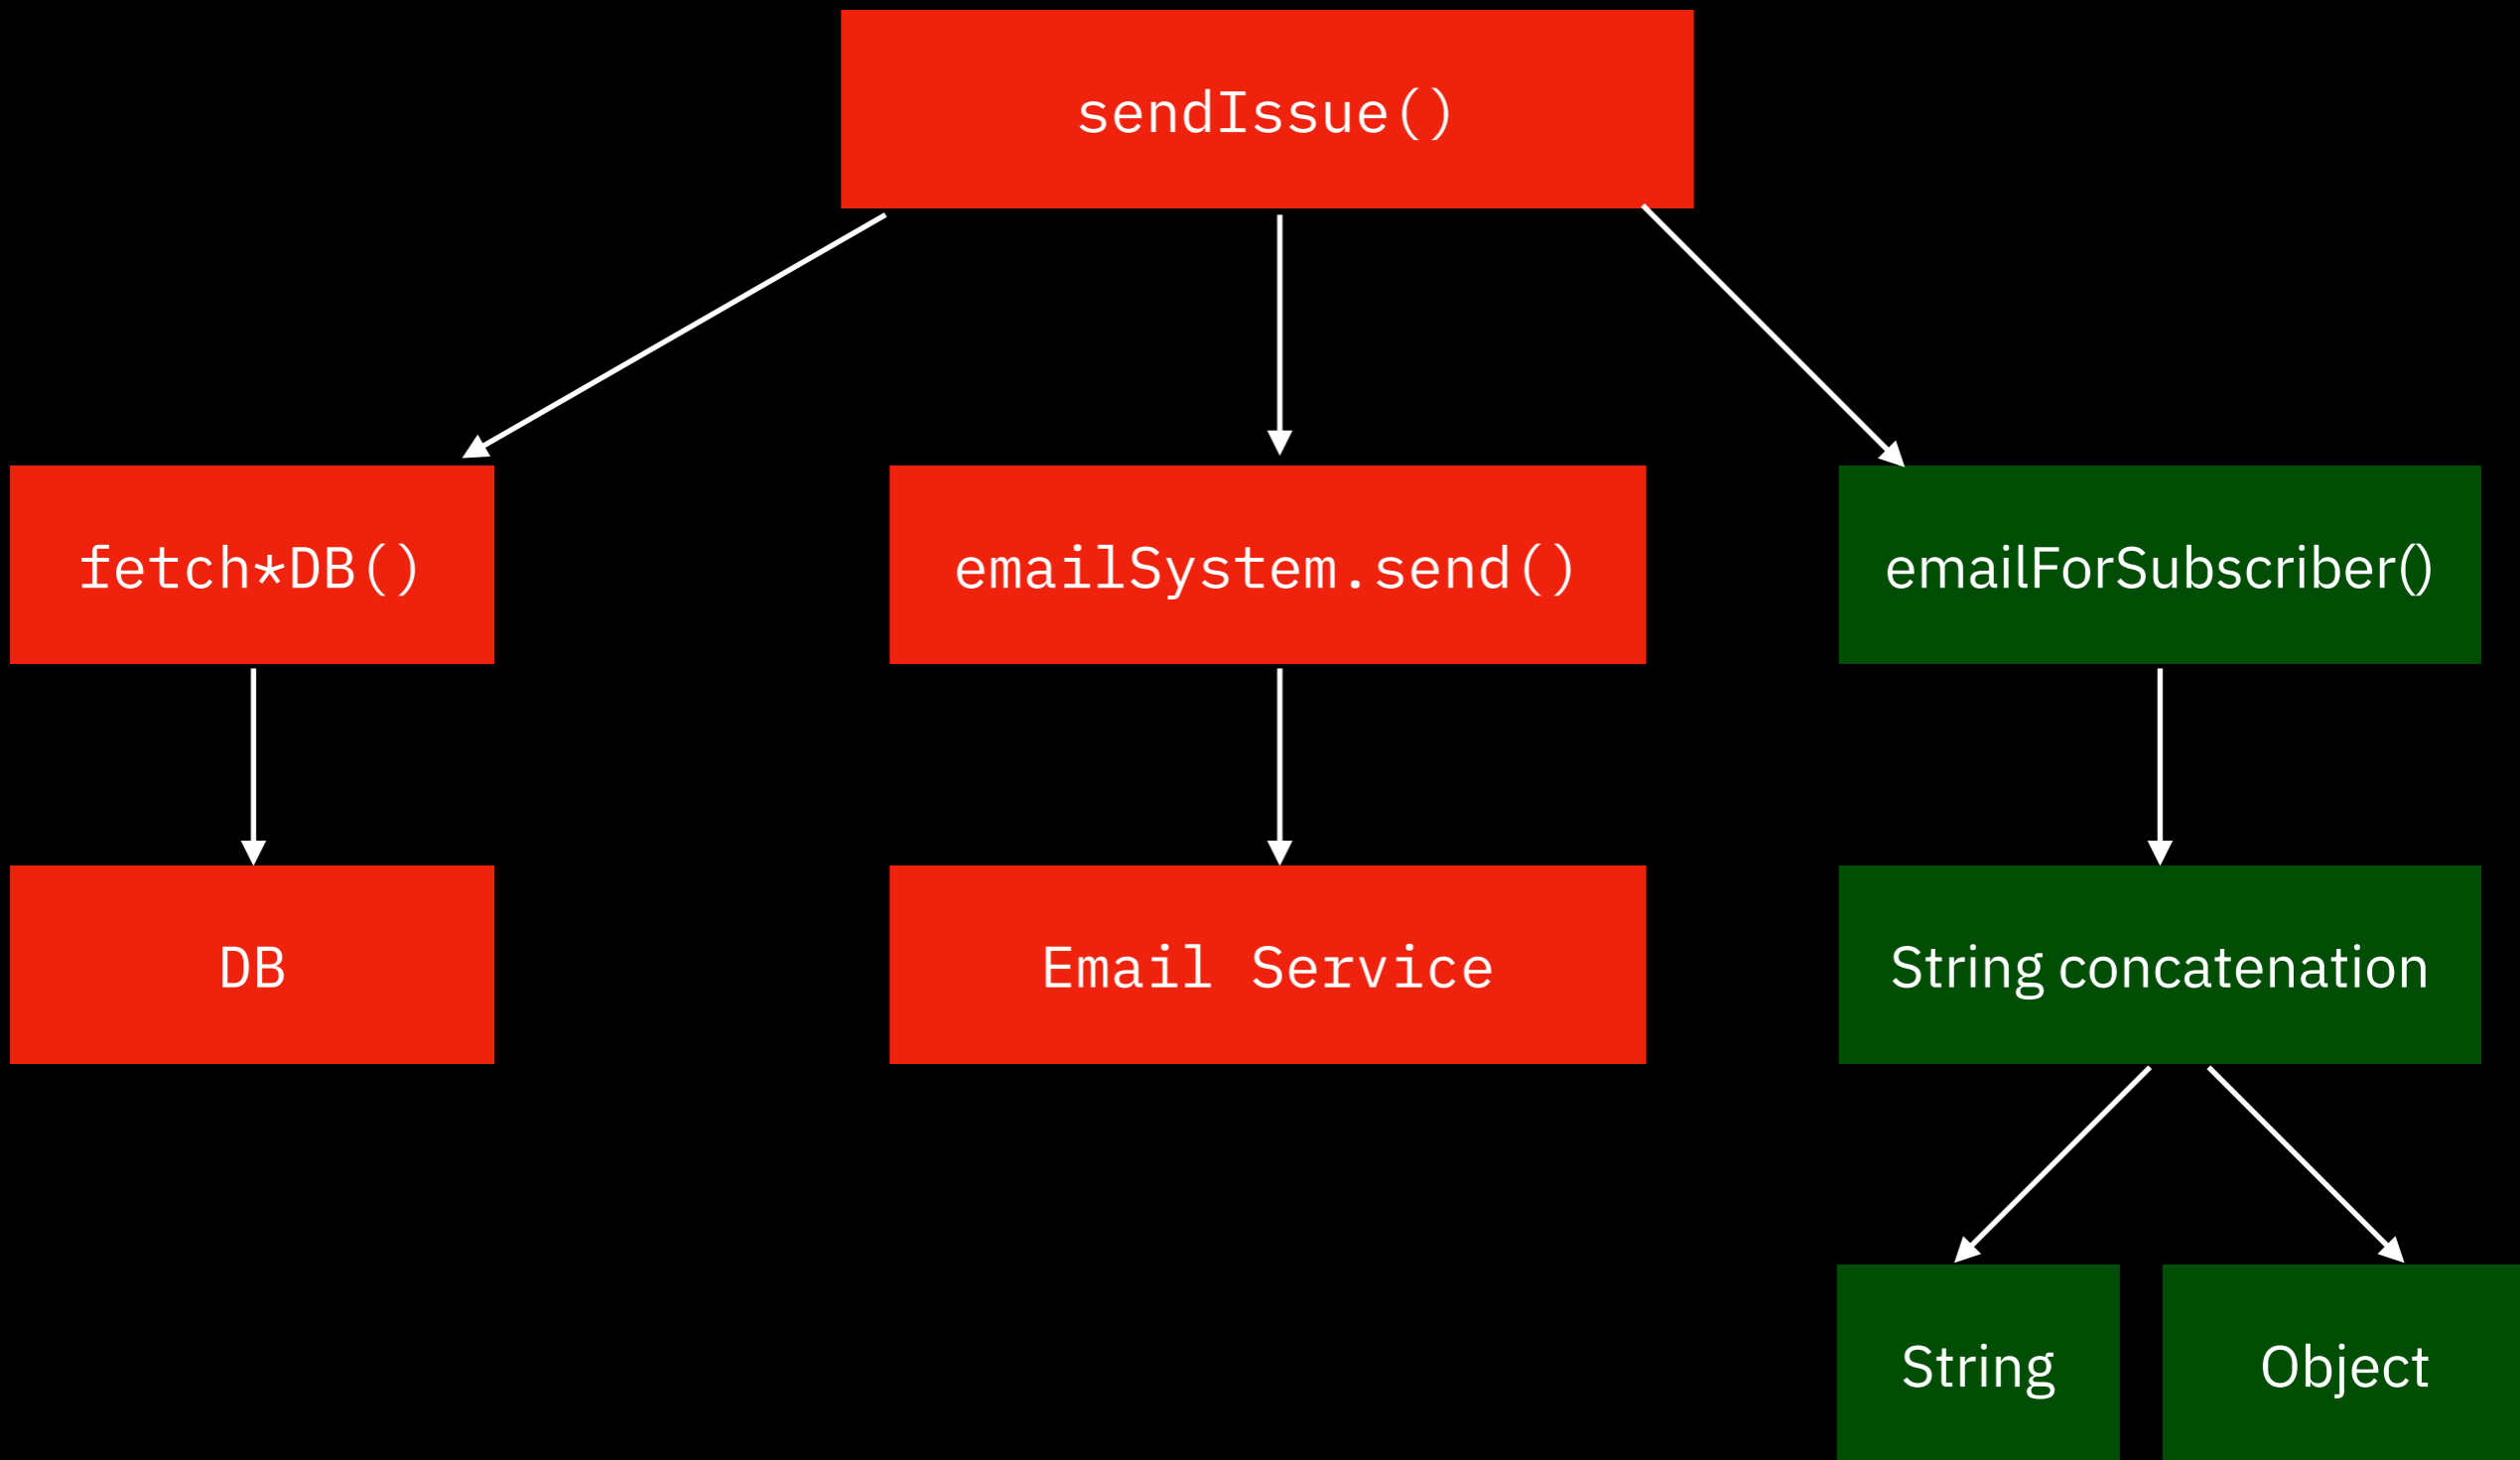 sendIssue()
fetch*DB()
emailSystem.send()
emailForSubscriber()
DB
Email Service
String concatenation
String
Object